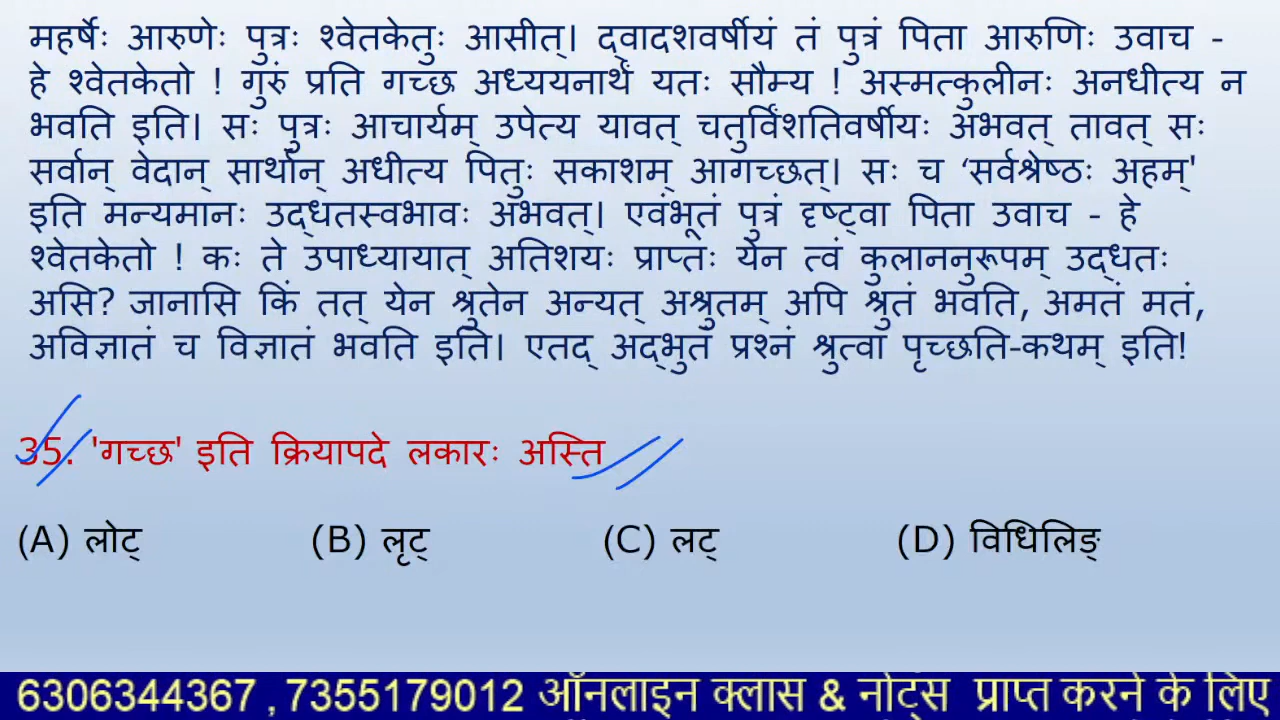 महर्षेः आरुणेः पुत्रः श्वेतकेतुः आसीत्। द्वादशवर्षीयं तं पुत्रं पिता आरुणिः उवाच -
हे श्वेतकेतो ! गुरुं प्रति गच्छ अध्ययनार्थं यतः सौम्य ! अस्मत्कुलीनः अनधीत्य न
भवति इति। सः पुत्रः आचार्यम् उपेत्य यावत् चतुर्विंशतिवर्षीयः अभवत् तावत् सः
सर्वान् वेदान् सार्थान् अधीत्य पितुः सकाशम् आगच्छत्। सः च ‘सर्वश्रेष्ठः अहम्'
इति मन्यमानः उद्धतस्वभावः अभवत्। एवंभूतं पुत्रं दृष्ट्वा पिता उवाच - हे
श्वेतकेतो ! कः ते उपाध्यायात् अतिशयः प्राप्तः येन त्वं कुलाननुरूपम् उद्धतः
असि? जानासि किं तत् येन श्रुतेन अन्यत् अश्रुतम् अपि श्रुतं भवति, अमतं मतं,
अविज्ञातं च विज्ञातं भवति इति। एतद् अद्भुतं प्रश्नं श्रुत्वा पृच्छति-कथम् इति!
35. 'गच्छ' इति क्रियापदे लकारः अस्ति
(A) लोट् (B) लृट् (C) लट् (D) विधिलिङ्
6306344367 , 7355179012 ऑनलाइन क्लास & नोट्स प्राप्त करने के लिए